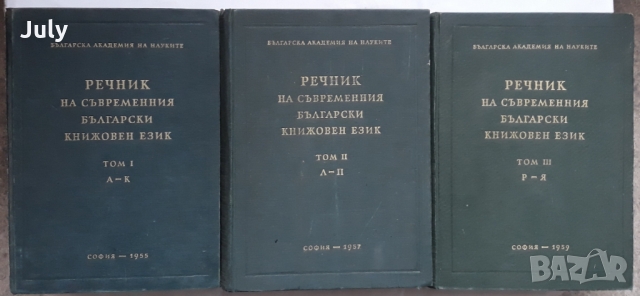 July
БЪЛГАРСКА АКАДЕМИЯ НА НАУКИТЕ
РЕЧНИК
НА СЪВРЕМЕННИЯ
БЪЛГАРСКИ
КНИЖОВЕН ЕЗИК
ТОМ I
А — К
СОФИЯ — 1955
БЪЛГАРСКА АКАДЕМИЯ НА НАУКИТЕ
РЕЧНИК
НА СЪВРЕМЕННИЯ
БЪЛГАРСКИ
КНИЖОВЕН ЕЗИК
ТОМ II
Л — П
СОФИЯ — 1957
БЪЛГАРСКА АКАДЕМИЯ НА НАУКИТЕ
РЕЧНИК
НА СЪВРЕМЕННИЯ
БЪЛГАРСКИ
КНИЖОВЕН ЕЗИК
ТОМ III
Р — Я
СОФИЯ — 1959
BAZAR.BG